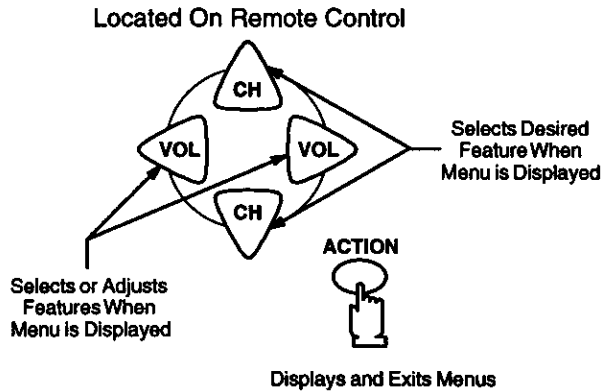 Located On Remote Control
CH
VOL
VOL
CH
Selects Desired
Feature When
Menu is Displayed
ACTION
Selects or Adjusts
Features When
Menu is Displayed
Displays and Exits Menus